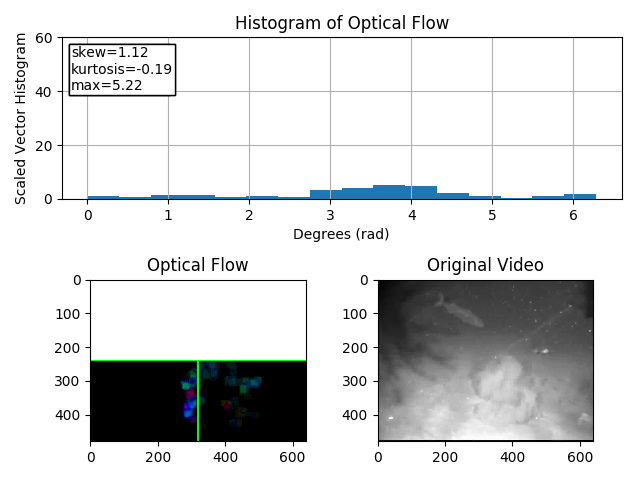 Histogram of Optical Flow
Scaled Vector Histogram
60
40
20
0
skew=1.12
kurtosis=-0.19
max=5.22
0 1 2 3 4 5 6
Degrees (rad)
Optical Flow
0
100
200
300
400
0 200 400 600
Original Video
0
100
200
300
400
0 200 400 600